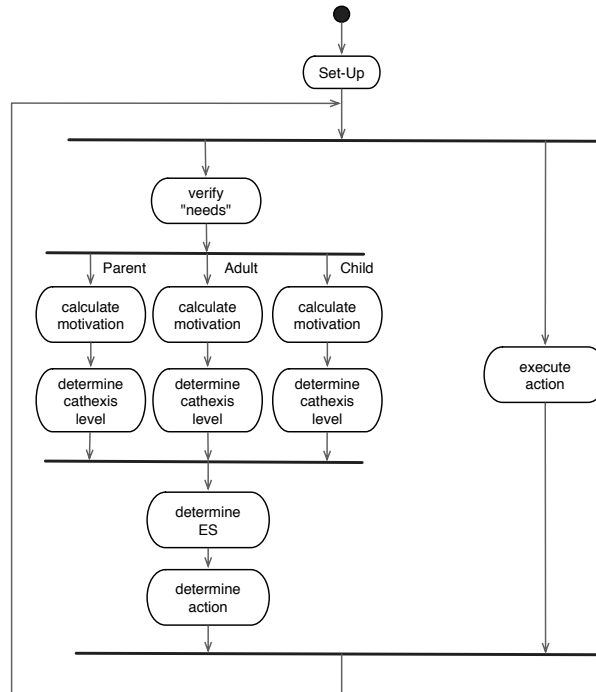 Set-Up
verify
"needs"
Parent
Adult
Child
calculate
motivation
calculate
motivation
calculate
motivation
determine
cathexis
level
determine
cathexis
level
determine
cathexis
level
execute
action
determine
ES
determine
action